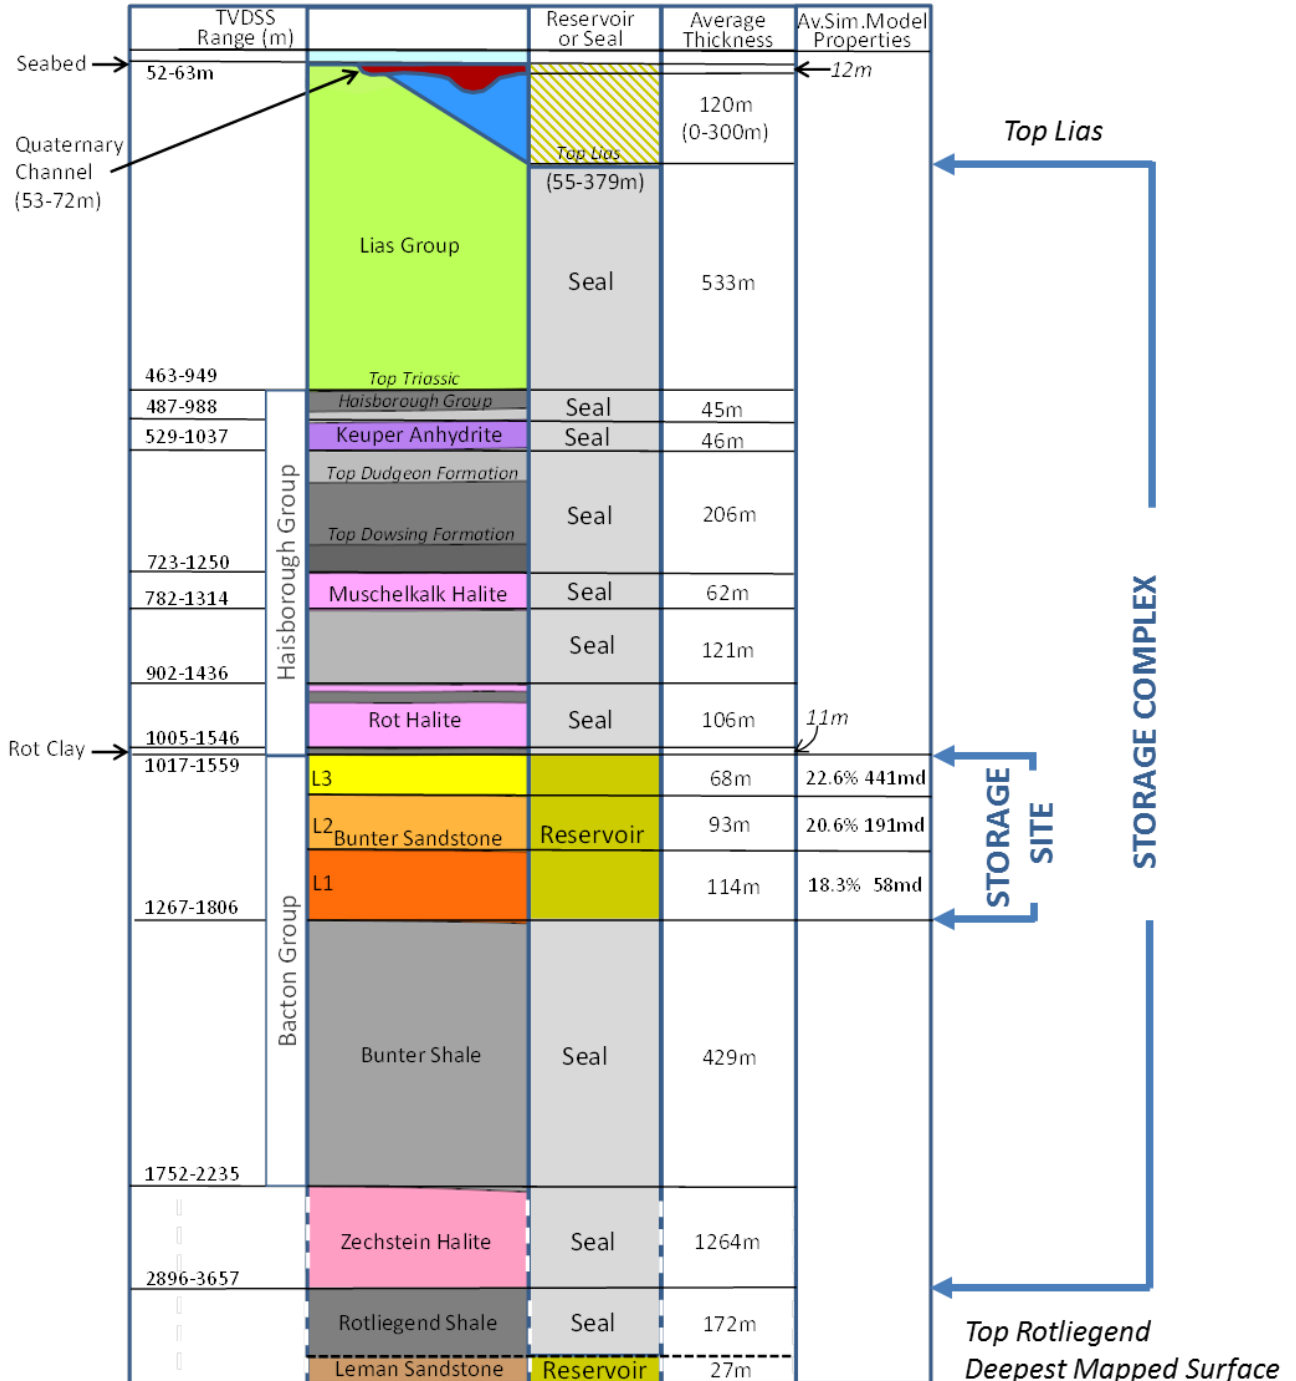 TVDSS
Range (m)
Reservoir
or Seal
Average
Thickness
Av.Sim.Model
Properties
Seabed
52-63m
12m
120m
(0-300m)
Top Lias
Quaternary
Channel
(53-72m)
Top Lias
(55-379m)
Lias Group
Seal
533m
463-949
Top Triassic
487-988
Haisborough Group
Seal
45m
529-1037
Keuper Anhydrite
Seal
46m
Haisborough Group
Top Dudgeon Formation
Seal
206m
Top Dowsing Formation
723-1250
Muschelkalk Halite
Seal
62m
782-1314
Seal
121m
902-1436
Rot Halite
Seal
106m
11m
1005-1546
Rot Clay
1017-1559
L3
68m
22.6% 441md
L2
Bunter Sandstone
Reservoir
93m
20.6% 191md
L1
114m
18.3% 58md
1267-1806
STORAGE
SITE
STORAGE COMPLEX
Bacton Group
Bunter Shale
Seal
429m
1752-2235
Zechstein Halite
Seal
1264m
2896-3657
Rotliegend Shale
Seal
172m
Top Rotliegend
Deepest Mapped Surface
Leman Sandstone
Reservoir
27m